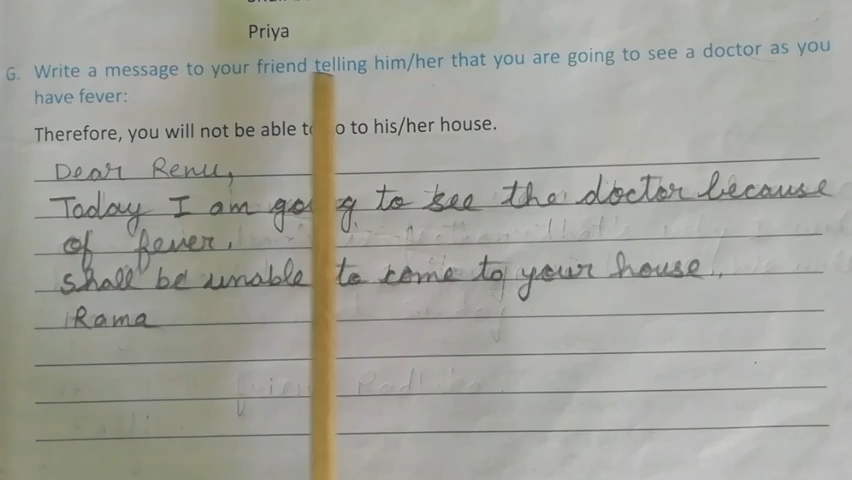 Priya
6. Write a message to your friend telling him/her that you are going to see a doctor as you
have fever:
Therefore, you will not be able to his/her house.
Dear Renu,
Today I am to see the doctor because
of fever.
shall be unable to come to your house.
Rama